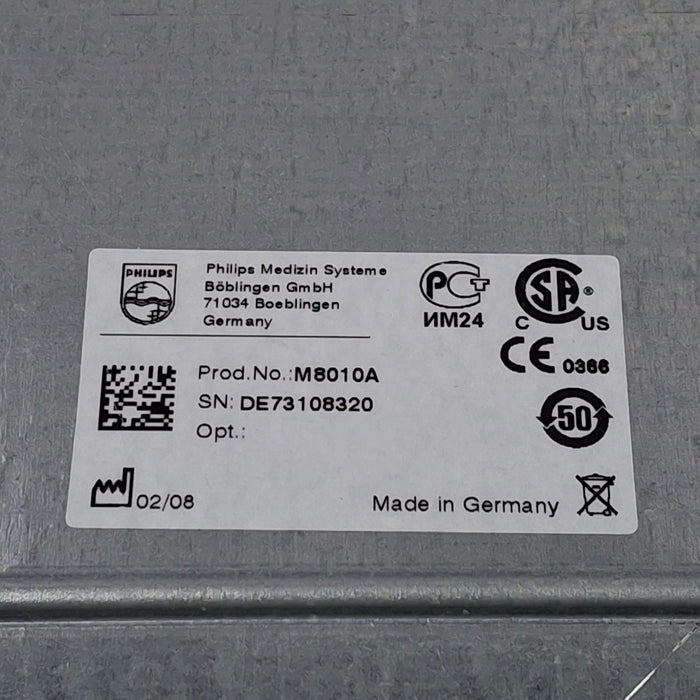 PHILIPS
Philips Medizin Systeme
Böblingen GmbH
71034 Boeblingen
Germany
РСТ
ИМ24
SA®
C US
CE 0366
Prod.No.:M8010A
SN: DE73108320
Opt.:
50
02/08
Made in Germany